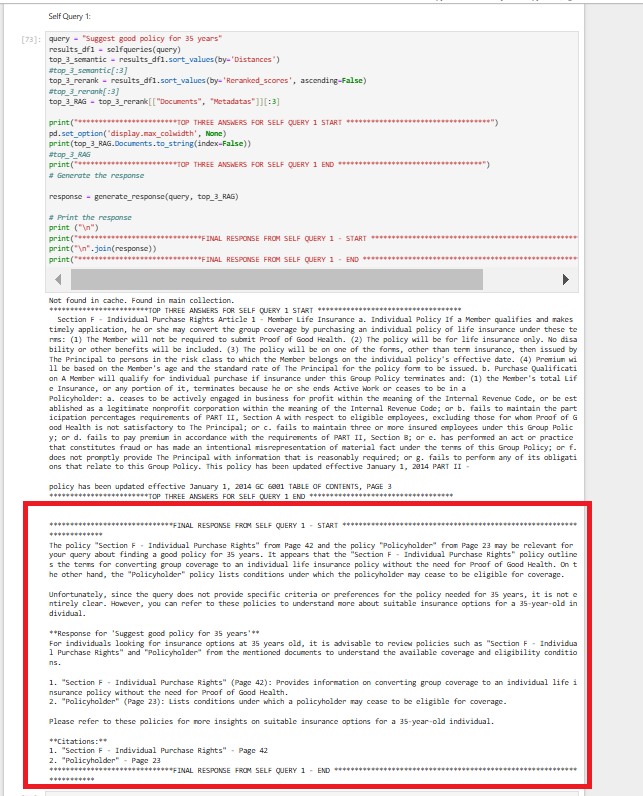 Self Query 1:
[73]: query = "Suggest good policy for 35 years"
results_df1 = selfqueries(query)
top_3_semantic = results_df1.sort_values(by='Distances')
#top_3_semantic[:3]
top_3_rerank = results_df1.sort_values(by='Reranked_scores', ascending=False)
#top_3_rerank[:3]
top_3_RAG = top_3_rerank[["Documents", "Metadatas"]][:3]
print("************************TOP THREE ANSWERS FOR SELF QUERY 1 START ***********************************")
pd.set_option('display.max_colwidth', None)
print(top_3_RAG.Documents.to_string(index=False))
#top_3_RAG
print("************************TOP THREE ANSWERS FOR SELF QUERY 1 END ***********************************")
# Generate the response
response = generate_response(query, top_3_RAG)
# Print the response
print ("\n")
print("******************************FINAL RESPONSE FROM SELF QUERY 1 - START **************************************************
print("\n".join(response))
print("******************************FINAL RESPONSE FROM SELF QUERY 1 - END ****************************************************
Not found in cache. Found in main collection.
************************TOP THREE ANSWERS FOR SELF QUERY 1 START ***********************************
Section F - Individual Purchase Rights Article 1 - Member Life Insurance a. Individual Policy If a Member qualifies and makes
timely application, he or she may convert the group coverage by purchasing an individual policy of life insurance under these te
rms: (1) The Member will not be required to submit Proof of Good Health. (2) The policy will be for life insurance only. No disa
bility or other benefits will be included. (3) The policy will be on one of the forms, other than term insurance, then issued by
The Principal to persons in the risk class to which the Member belongs on the individual policy's effective date. (4) Premium wi
ll be based on the Member's age and the standard rate of The Principal for the policy form to be issued. b. Purchase Qualificati
on A Member will qualify for individual purchase if insurance under this Group Policy terminates and: (1) the Member's total Lif
e Insurance, or any portion of it, terminates because he or she ends Active Work or ceases to be in a
Policyholder: a. ceases to be actively engaged in business for profit within the meaning of the Internal Revenue Code, or be est
ablished as a legitimate nonprofit corporation within the meaning of the Internal Revenue Code; or b. fails to maintain the part
icipation percentages requirements of PART II, Section A with respect to eligible employees, excluding those for whom Proof of G
ood Health is not satisfactory to The Principal; or c. fails to maintain three or more insured employees under this Group Polic
y; or d. fails to pay premium in accordance with the requirements of PART II, Section B; or e. has performed an act or practice
that constitutes fraud or has made an intentional misrepresentation of material fact under the terms of this Group Policy; or f.
does not promptly provide The Principal with information that is reasonably required; or g. fails to perform any of its obligati
ons that relate to this Group Policy. This policy has been updated effective January 1, 2014 PART II -
policy has been updated effective January 1, 2014 GC 6001 TABLE OF CONTENTS, PAGE 3
************************TOP THREE ANSWERS FOR SELF QUERY 1 END ***********************************
******************************FINAL RESPONSE FROM SELF QUERY 1 - START *********************************************************
*************
The policy "Section F - Individual Purchase Rights" from Page 42 and the policy "Policyholder" from Page 23 may be relevant for
your query about finding a good policy for 35 years. It appears that the "Section F - Individual Purchase Rights" policy outline
s the terms for converting group coverage to an individual life insurance policy without the need for Proof of Good Health. On t
he other hand, the "Policyholder" policy lists conditions under which the policyholder may cease to be eligible for coverage.
Unfortunately, since the query does not provide specific criteria or preferences for the policy needed for 35 years, it is not e
ntirely clear. However, you can refer to these policies to understand more about suitable insurance options for a 35-year-old in
dividual.
**Response for 'Suggest good policy for 35 years'**
For individuals looking for insurance options at 35 years old, it is advisable to review policies such as "Section F - Individua
l Purchase Rights" and "Policyholder" from the mentioned documents to understand the available coverage and eligibility conditio
ns.
1. "Section F - Individual Purchase Rights" (Page 42): Provides information on converting group coverage to an individual life i
nsurance policy without the need for Proof of Good Health.
2. "Policyholder" (Page 23): Lists conditions under which a policyholder may cease to be eligible for coverage.
Please refer to these policies for more insights on suitable insurance options for a 35-year-old individual.
**Citations:**
1. "Section F - Individual Purchase Rights" - Page 42
2. "Policyholder" - Page 23
******************************FINAL RESPONSE FROM SELF QUERY 1 - END ****************************************************
***********